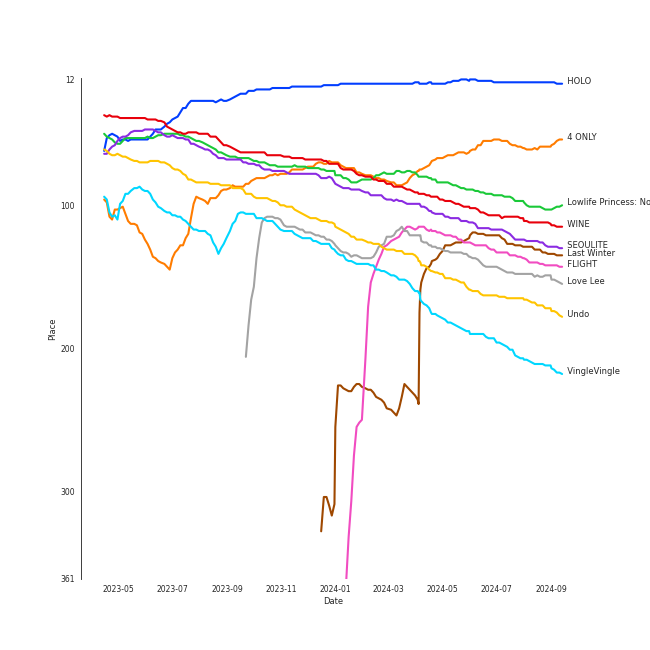 12
100
200
300
361
Place
HOLO
4 ONLY
Lowlife Princess: No
WINE
SEOULITE
Last Winter
FLIGHT
Love Lee
Undo
VingleVingle
2023-05
2023-07
2023-09
2023-11
2024-01
2024-03
2024-05
2024-07
2024-09
Date